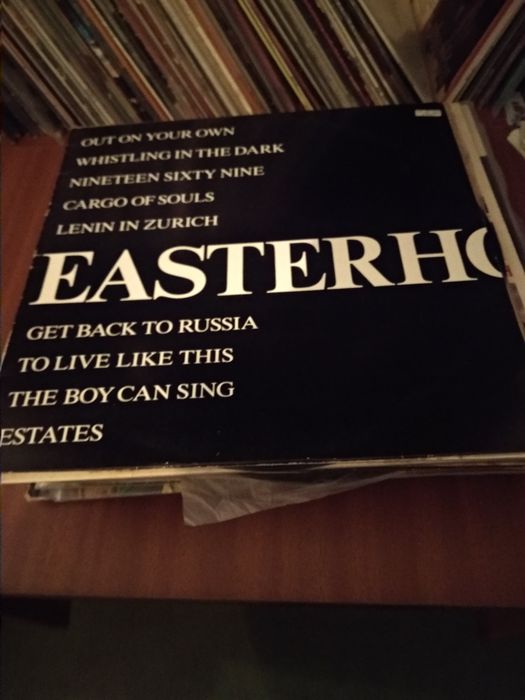 OUT ON YOUR OWN
WHISTLING IN THE DARK
NINETEEN SIXTY NINE
CARGO OF SOULS
LENIN IN ZURICH
EASTERHO
GET BACK TO RUSSIA
TO LIVE LIKE THIS
THE BOY CAN SING
ESTATES